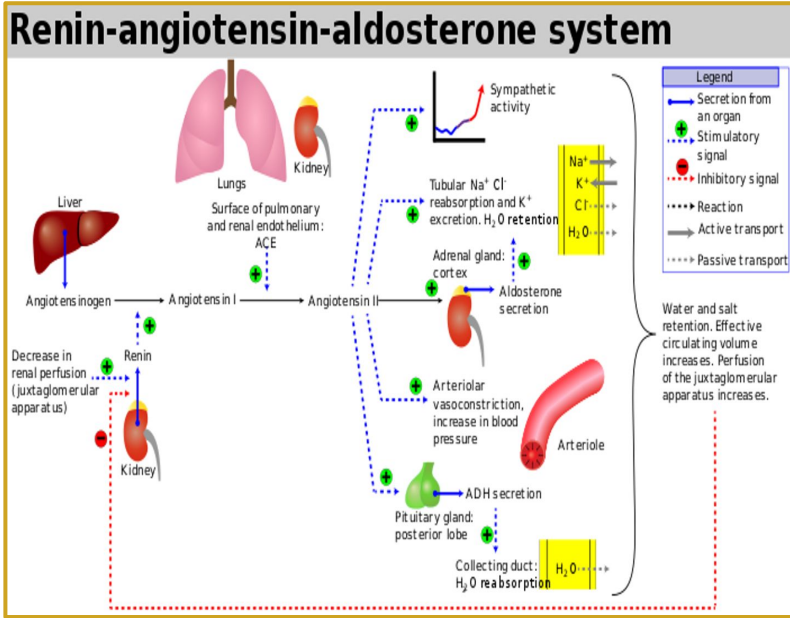 Renin-angiotensin-aldosterone system
Legend
Secretion from
an organ
+
Stimulatory
signal
−
Inhibitory signal
Reaction
Active transport
Passive transport
Lungs
Kidney
Surface of pulmonary
and renal endothelium:
ACE
+
Liver
Angiotensinogen
Angiotensin I
Angiotensin II
+
Decrease in
renal perfusion
(juxtaglomerular
apparatus)
+
Renin
−
Kidney
+
Sympathetic
activity
+
Tubular Na⁺ Cl⁻
reabsorption and K⁺
excretion. H₂O retention
Na⁺
K⁺
Cl⁻
H₂O
+
Adrenal gland:
cortex
+
Aldosterone
secretion
+
Arteriolar
vasoconstriction,
increase in blood
pressure
Arteriole
+
ADH secretion
Pituitary gland:
posterior lobe
+
Collecting duct:
H₂O reabsorption
H₂O
Water and salt
retention. Effective
circulating volume
increases. Perfusion
of the juxtaglomerular
apparatus increases.